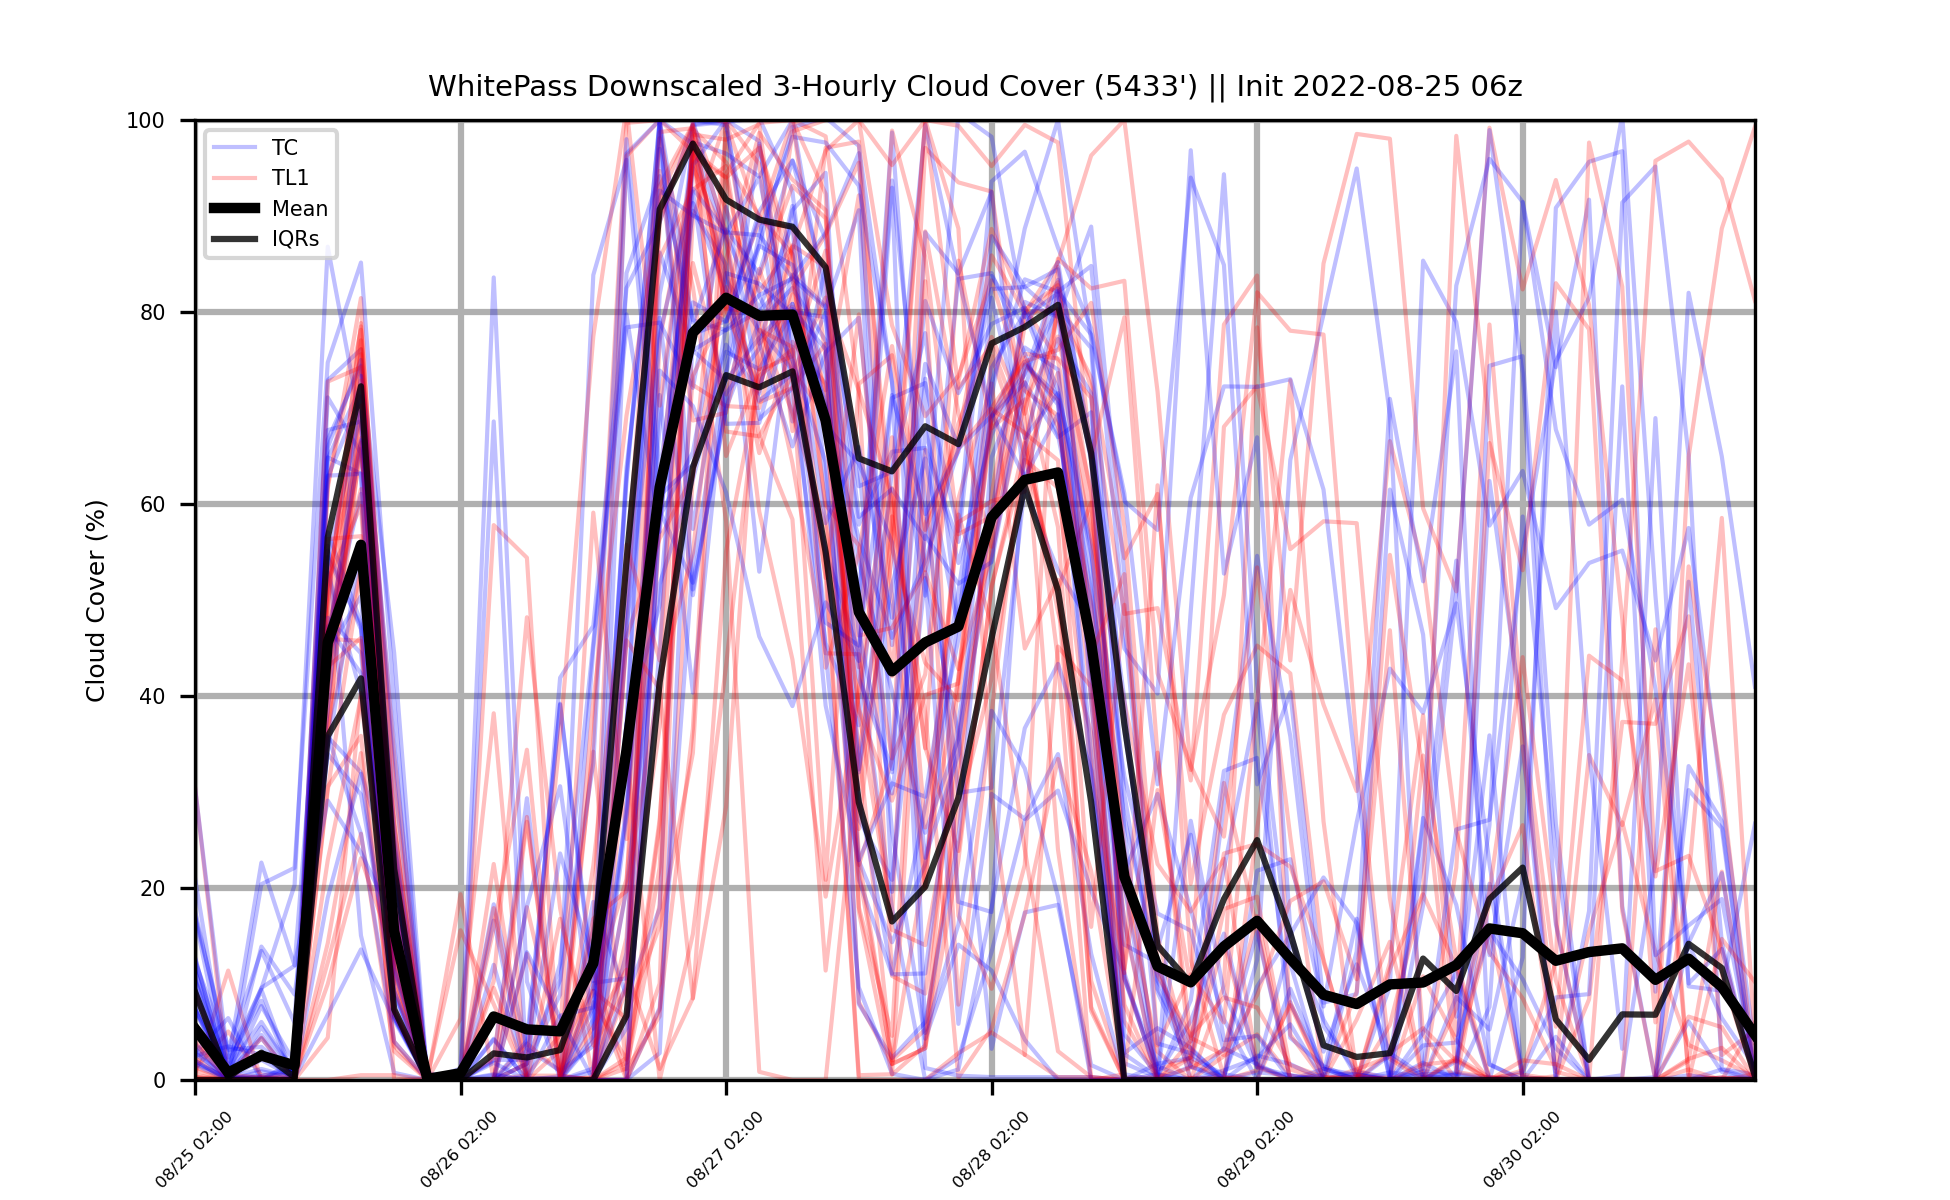 WhitePass Downscaled 3-Hourly Cloud Cover (5433') || Init 2022-08-25 06z
100
80
60
40
20
0
Cloud Cover (%)
TC
TL1
Mean
IQRs
08/25 02:00
08/26 02:00
08/27 02:00
08/28 02:00
08/29 02:00
08/30 02:00